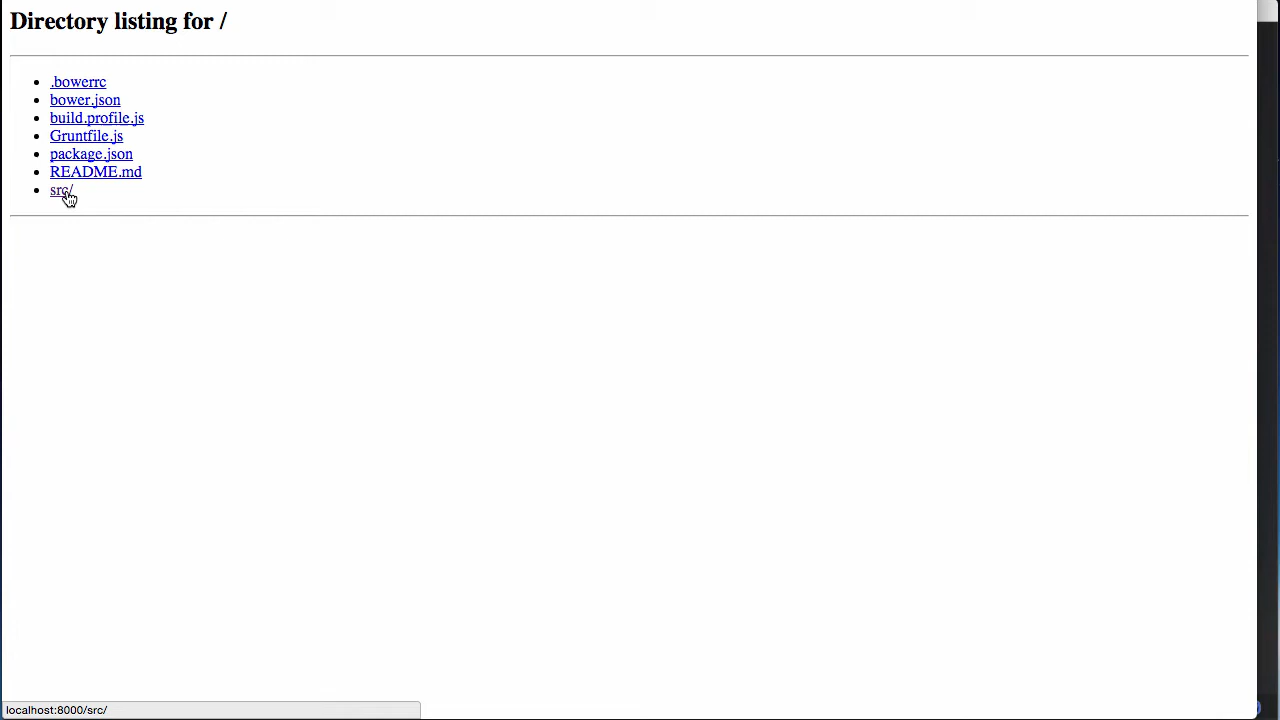 Directory listing for /
.bowerrc
bower.json
build.profile.js
Gruntfile.js
package.json
README.md
src/
localhost:8000/src/